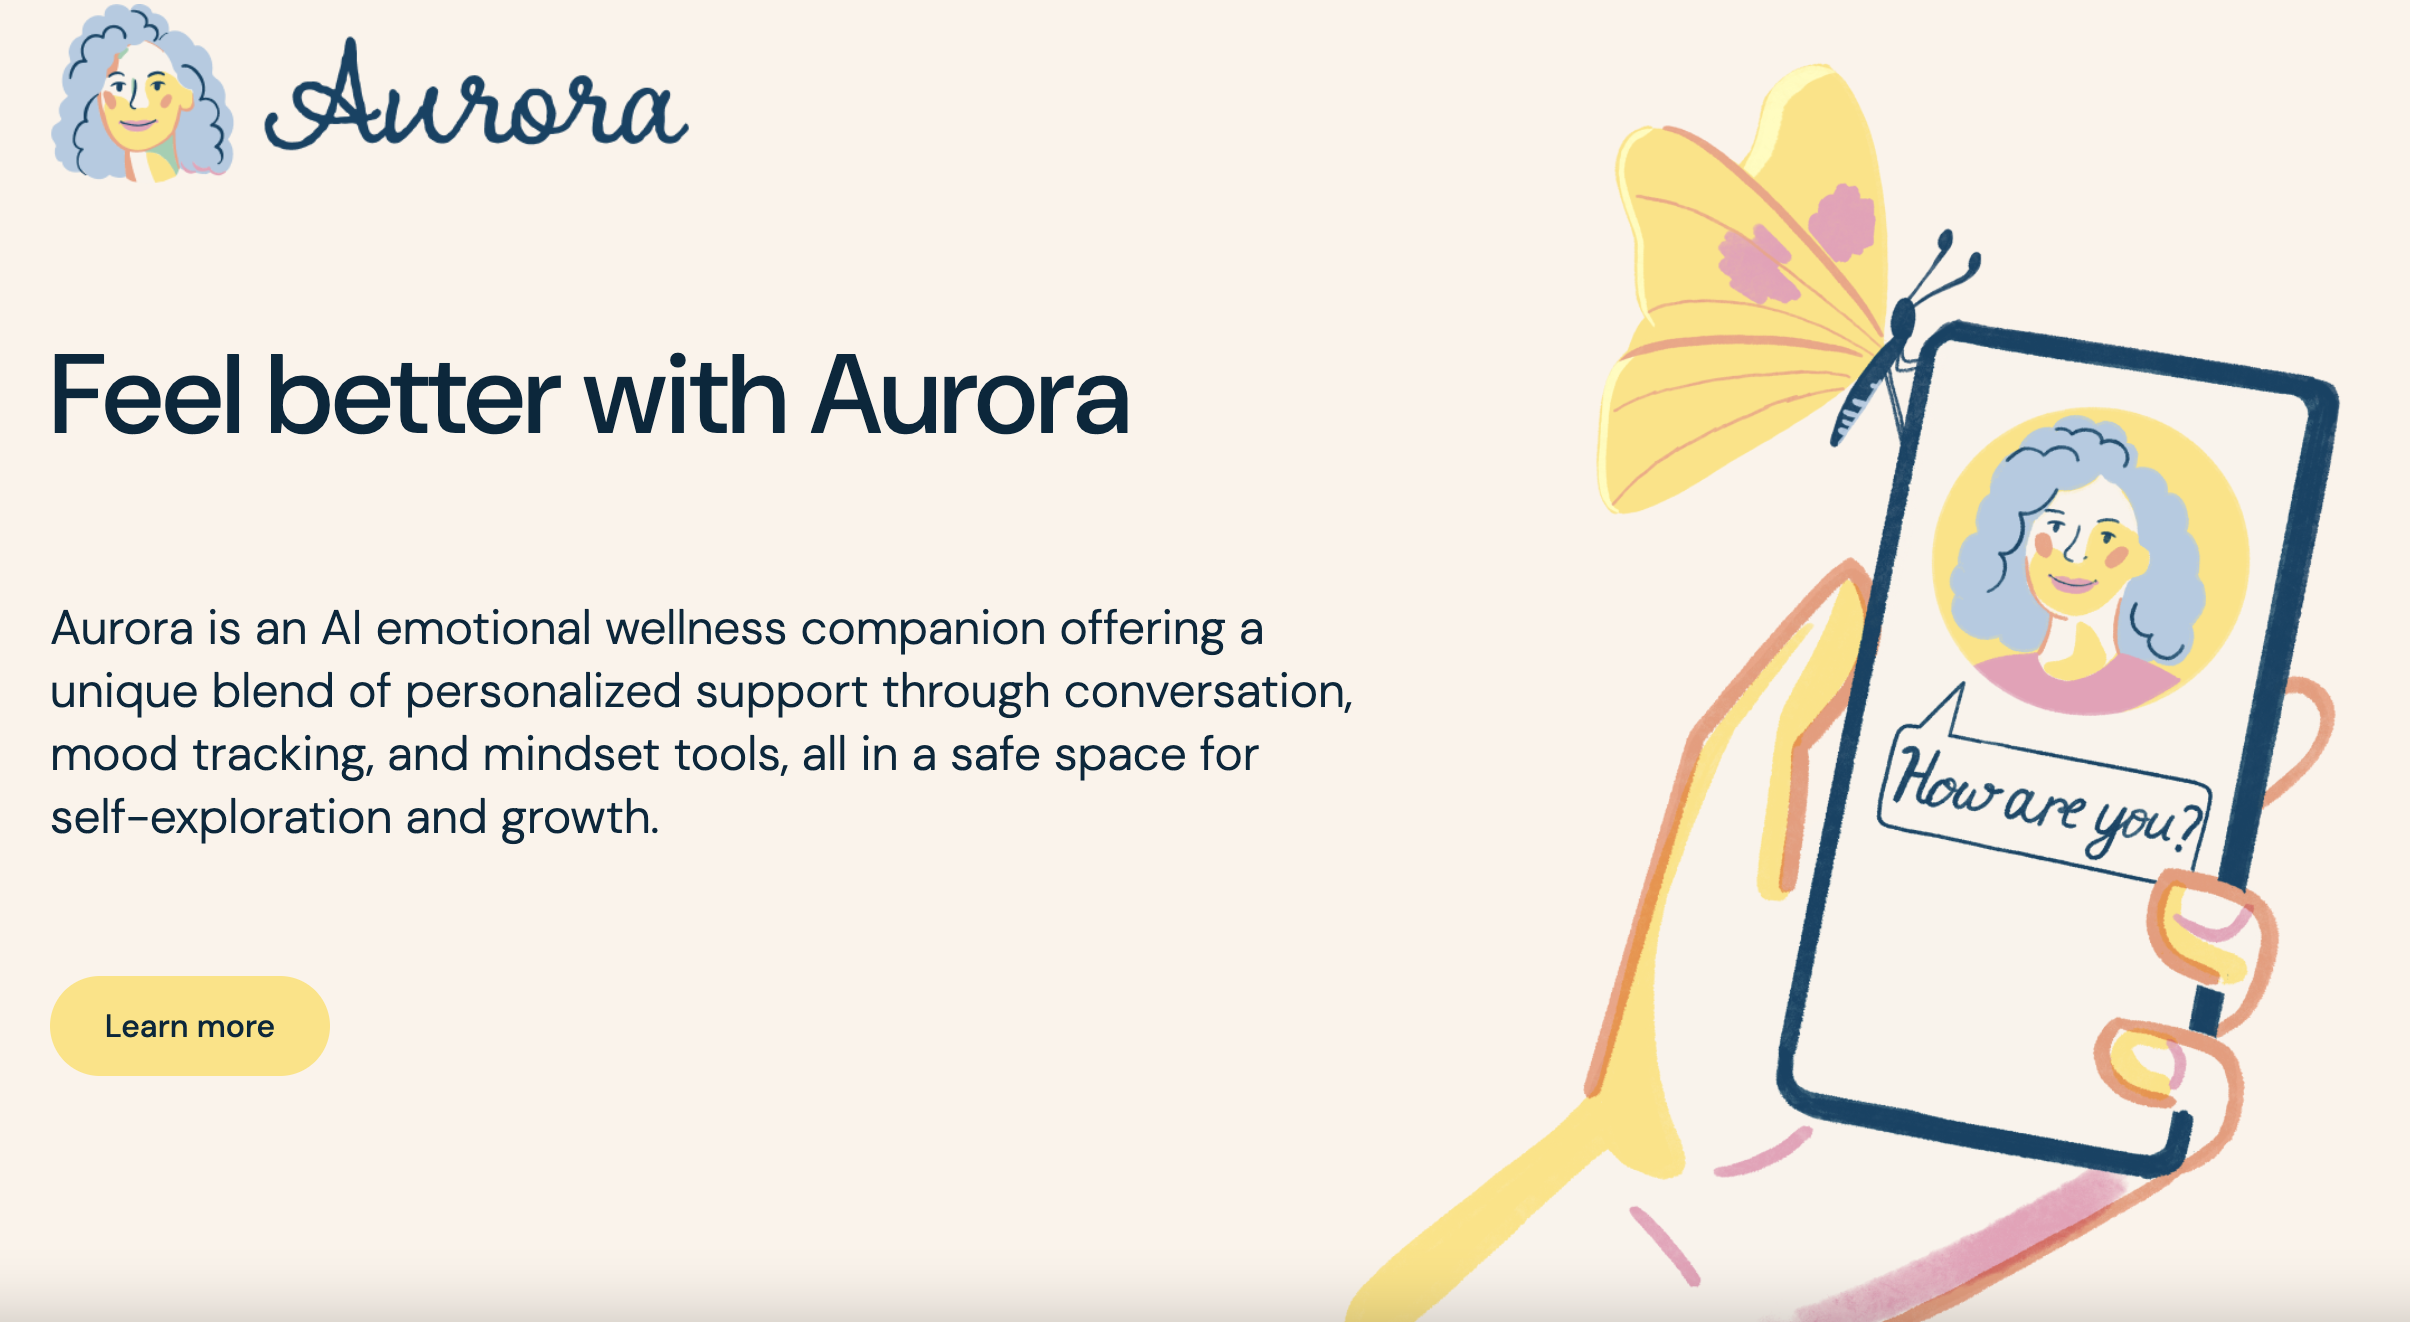 Aurora
Feel better with Aurora
Aurora is an AI emotional wellness companion offering a
unique blend of personalized support through conversation,
mood tracking, and mindset tools, all in a safe space for
self-exploration and growth.
Learn more
How are you?